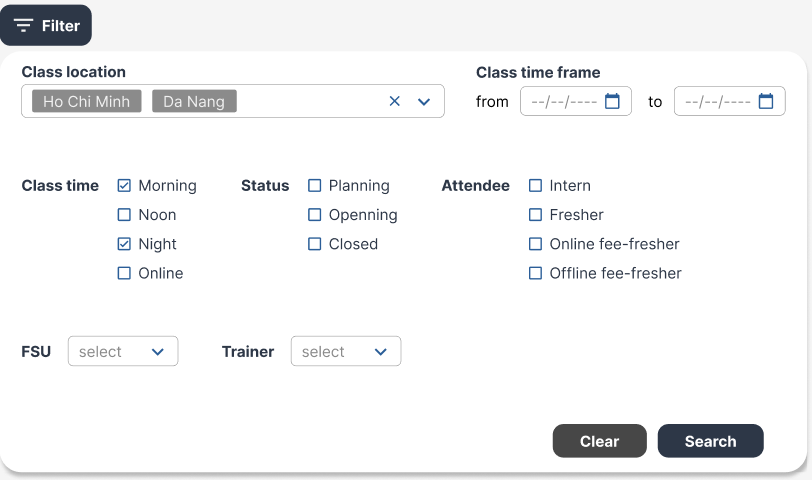 Filter
Class location
Class time frame
Ho Chi Minh Da Nang
from --/--/---- to --/--/----
Class time Morning Status Planning Attendee Intern
Noon Openning Fresher
Night Closed Online fee-fresher
Online Offline fee-fresher
FSU select Trainer select
Clear Search